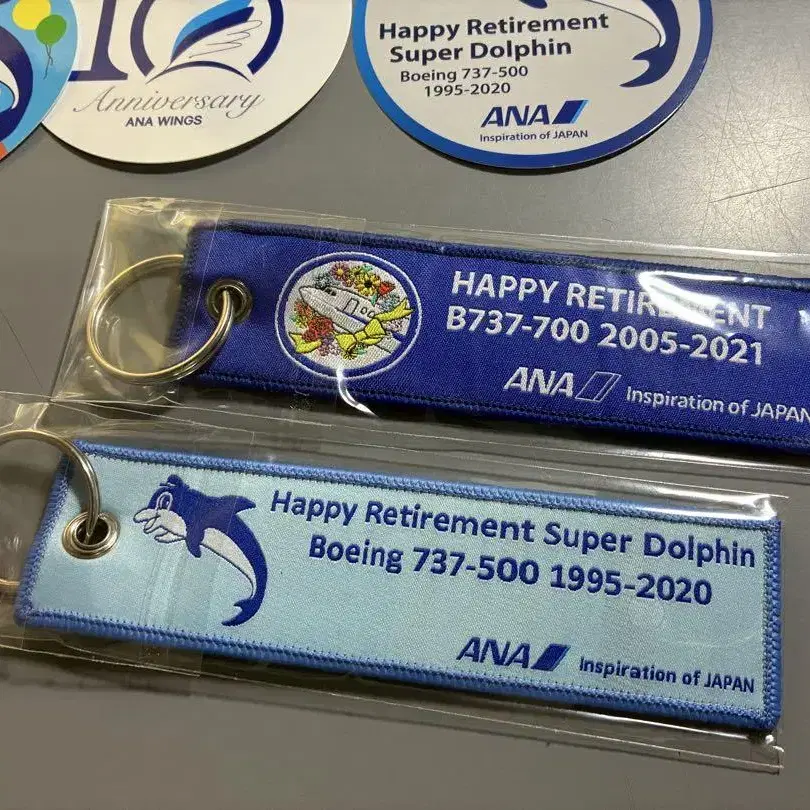 10
Anniversary
ANA WINGS
Happy Retirement
Super Dolphin
Boeing 737-500
1995-2020
ANA
Inspiration of JAPAN
HAPPY RETIREMENT
B737-700 2005-2021
ANA
Inspiration of JAPAN
Happy Retirement Super Dolphin
Boeing 737-500 1995-2020
ANA
Inspiration of JAPAN